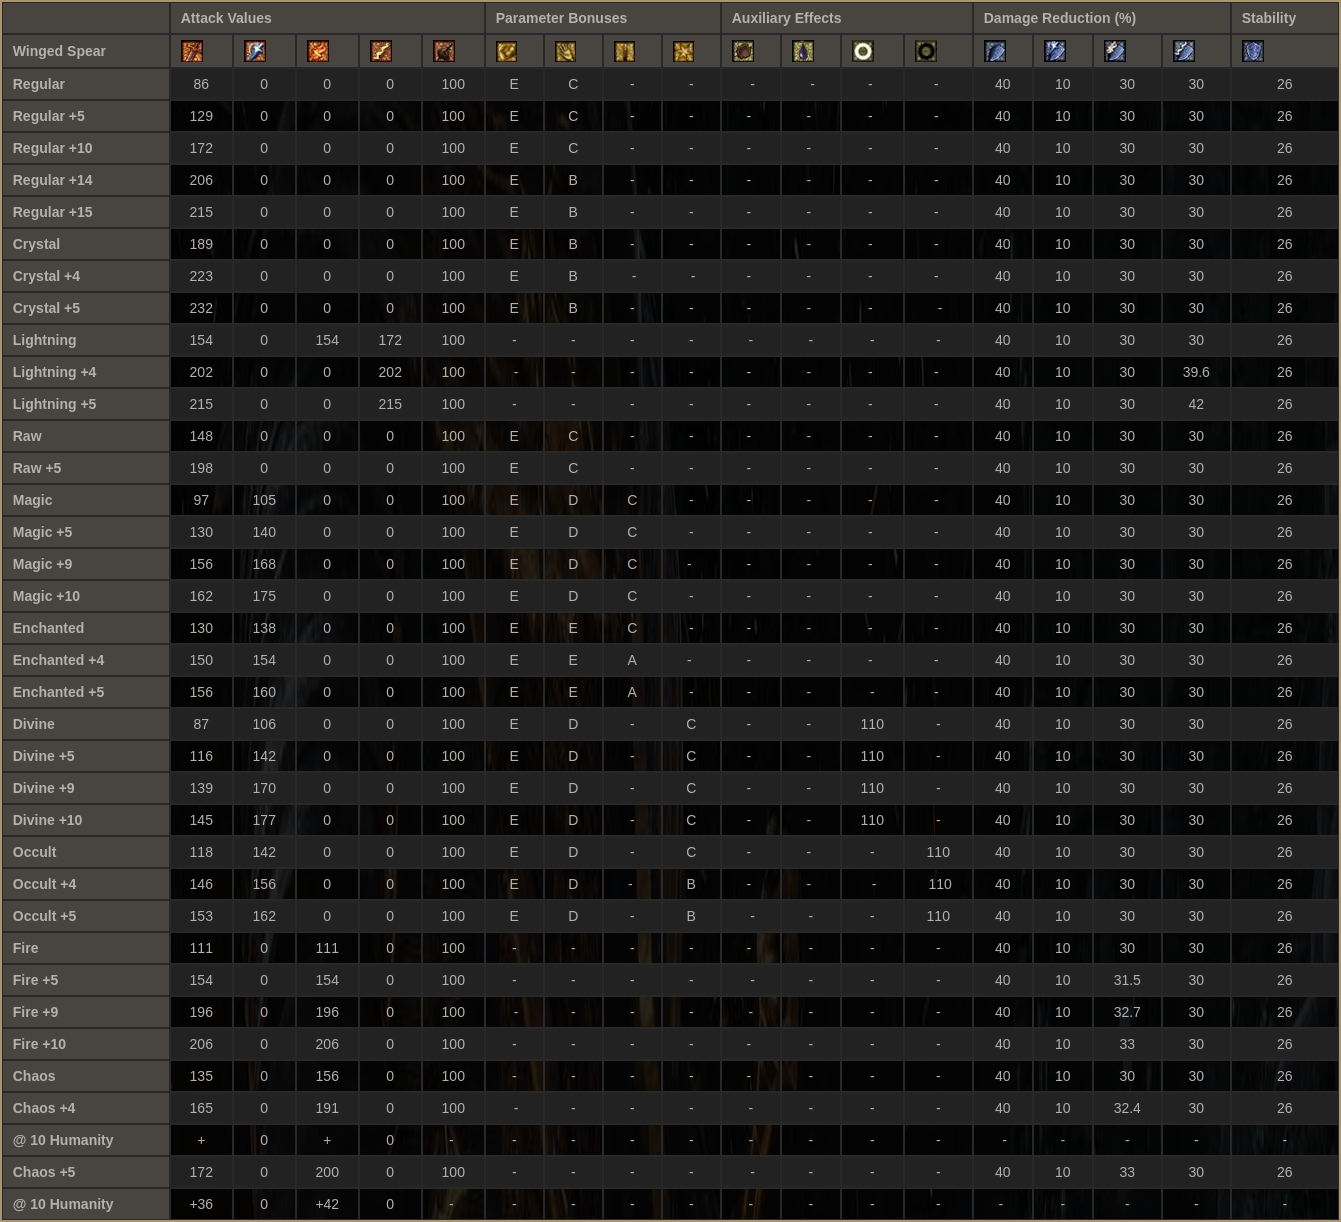 Attack Values Parameter Bonuses Auxiliary Effects Damage Reduction (%) Stability
Winged Spear
Regular 86 0 0 0 100 E C - - - - - - 40 10 30 30 26
Regular +5 129 0 0 0 100 E C - - - - - - 40 10 30 30 26
Regular +10 172 0 0 0 100 E C - - - - - - 40 10 30 30 26
Regular +14 206 0 0 0 100 E B - - - - - - 40 10 30 30 26
Regular +15 215 0 0 0 100 E B - - - - - - 40 10 30 30 26
Crystal 189 0 0 0 100 E B - - - - - - 40 10 30 30 26
Crystal +4 223 0 0 0 100 E B - - - - - - 40 10 30 30 26
Crystal +5 232 0 0 0 100 E B - - - - - - 40 10 30 30 26
Lightning 154 0 154 172 100 - - - - - - - - 40 10 30 30 26
Lightning +4 202 0 0 202 100 - - - - - - - - 40 10 30 39.6 26
Lightning +5 215 0 0 215 100 - - - - - - - - 40 10 30 42 26
Raw 148 0 0 0 100 E C - - - - - - 40 10 30 30 26
Raw +5 198 0 0 0 100 E C - - - - - - 40 10 30 30 26
Magic 97 105 0 0 100 E D C - - - - - 40 10 30 30 26
Magic +5 130 140 0 0 100 E D C - - - - - 40 10 30 30 26
Magic +9 156 168 0 0 100 E D C - - - - - 40 10 30 30 26
Magic +10 162 175 0 0 100 E D C - - - - - 40 10 30 30 26
Enchanted 130 138 0 0 100 E E C - - - - - 40 10 30 30 26
Enchanted +4 150 154 0 0 100 E E A - - - - - 40 10 30 30 26
Enchanted +5 156 160 0 0 100 E E A - - - - - 40 10 30 30 26
Divine 87 106 0 0 100 E D - C - - 110 - 40 10 30 30 26
Divine +5 116 142 0 0 100 E D - C - - 110 - 40 10 30 30 26
Divine +9 139 170 0 0 100 E D - C - - 110 - 40 10 30 30 26
Divine +10 145 177 0 0 100 E D - C - - 110 - 40 10 30 30 26
Occult 118 142 0 0 100 E D - C - - - 110 40 10 30 30 26
Occult +4 146 156 0 0 100 E D - B - - - 110 40 10 30 30 26
Occult +5 153 162 0 0 100 E D - B - - - 110 40 10 30 30 26
Fire 111 0 111 0 100 - - - - - - - - 40 10 30 30 26
Fire +5 154 0 154 0 100 - - - - - - - - 40 10 31.5 30 26
Fire +9 196 0 196 0 100 - - - - - - - - 40 10 32.7 30 26
Fire +10 206 0 206 0 100 - - - - - - - - 40 10 33 30 26
Chaos 135 0 156 0 100 - - - - - - - - 40 10 30 30 26
Chaos +4 165 0 191 0 100 - - - - - - - - 40 10 32.4 30 26
@ 10 Humanity + 0 + 0 - - - - - - - - - - - - - -
Chaos +5 172 0 200 0 100 - - - - - - - - 40 10 33 30 26
@ 10 Humanity +36 0 +42 0 - - - - - - - - - - - - - -